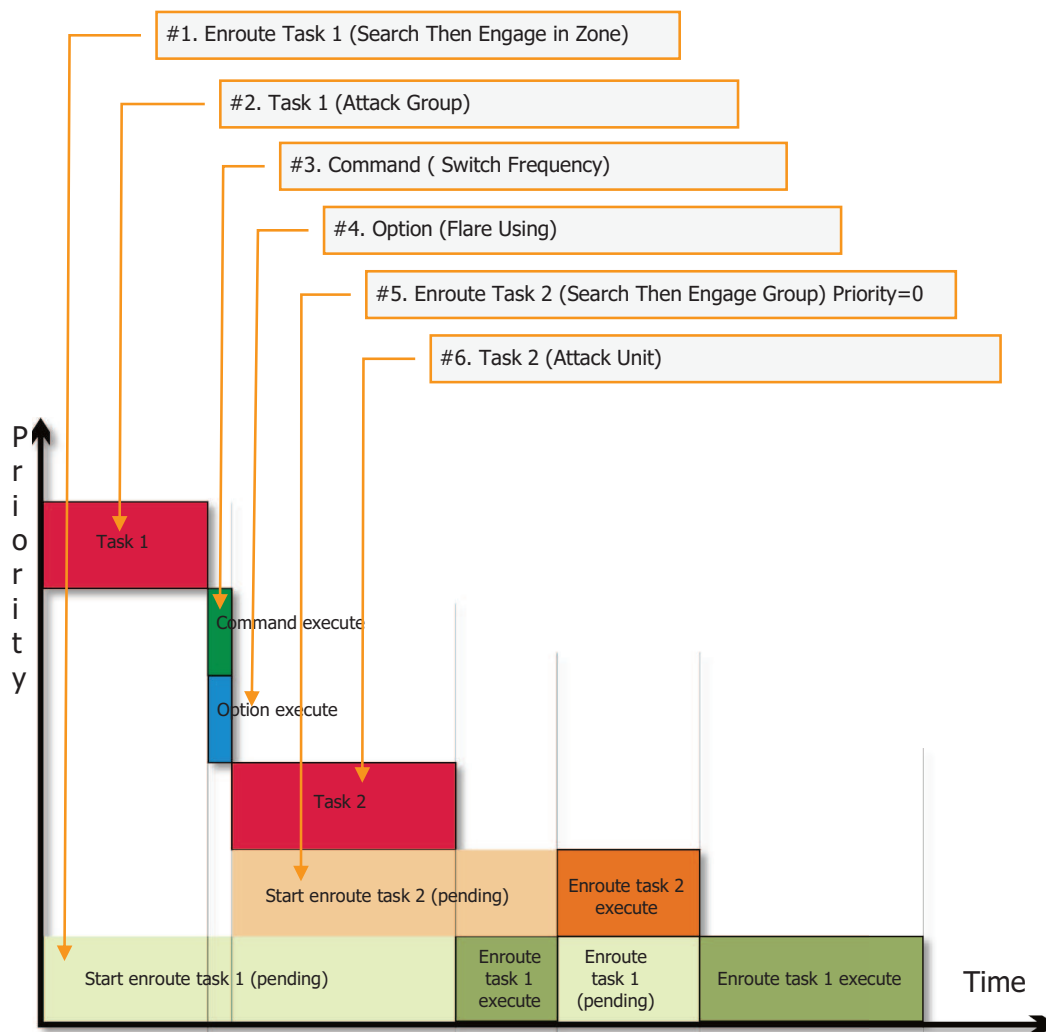 #1. Enroute Task 1 (Search Then Engage in Zone)
#2. Task 1 (Attack Group)
#3. Command ( Switch Frequency)
#4. Option (Flare Using)
#5. Enroute Task 2 (Search Then Engage Group) Priority=0
#6. Task 2 (Attack Unit)
P
r
i
o
r
i
t
y
Task 1
Command execute
Option execute
Task 2
Start enroute task 2 (pending)
Enroute task 2
execute
Start enroute task 1 (pending)
Enroute
task 1
execute
Enroute
task 1
(pending)
Enroute task 1 execute
Time